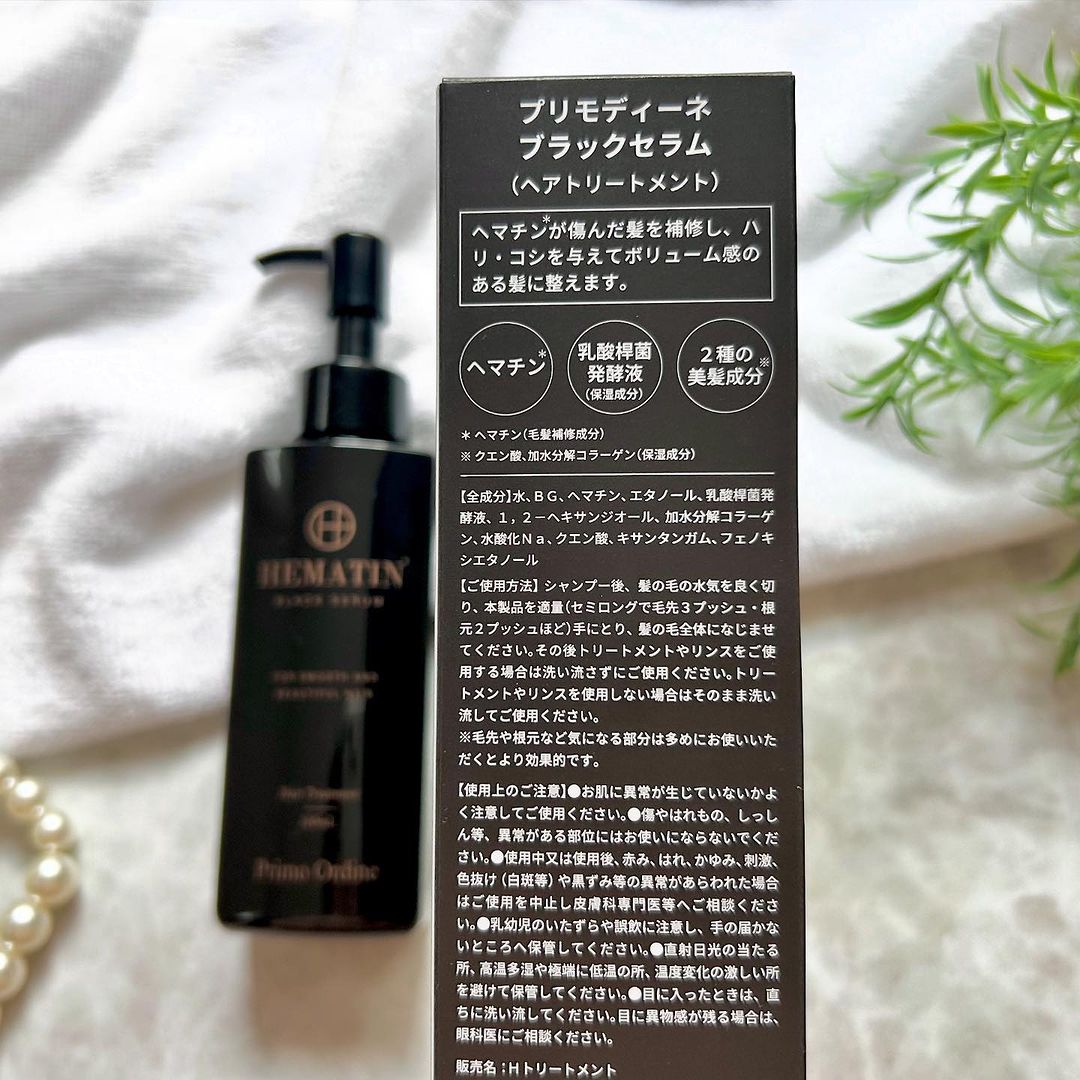 プリモディーネ
ブラックセラム
(ヘアトリートメント)
ヘマチン*が傷んだ髪を補修し、ハ
リ・コシを与えてボリューム感の
ある髪に整えます。
ヘマチン*
乳酸桿菌
発酵液
(保湿成分)
2種の
美髪成分※
* ヘマチン(毛髪補修成分)
※ クエン酸、加水分解コラーゲン(保湿成分)
【全成分】水、BG、ヘマチン、エタノール、乳酸桿菌発
酵液、1,2-ヘキサンジオール、加水分解コラーゲ
ン、水酸化Na、クエン酸、キサンタンガム、フェノキ
シエタノール
【ご使用方法】シャンプー後、髪の毛の水気を良く切
り、本製品を適量(セミロングで毛先3プッシュ・根
元2プッシュほど)手にとり、髪の毛全体になじませ
てください。その後トリートメントやリンスをご使
用する場合は洗い流さずにご使用ください。トリー
トメントやリンスを使用しない場合はそのまま洗い
流してご使用ください。
※毛先や根元など気になる部分は多めにお使いいた
だくとより効果的です。
【使用上のご注意】●お肌に異常が生じていないかよ
く注意してご使用ください。●傷やはれもの、しっし
ん等、異常がある部位にはお使いにならないでくだ
さい。●使用中又は使用後、赤み、はれ、かゆみ、刺激、
色抜け(白斑等)や黒ずみ等の異常があらわれた場合
はご使用を中止し皮膚科専門医等へご相談くださ
い。●乳幼児のいたずらや誤飲に注意し、手の届かな
いところへ保管してください。●直射日光の当たる
所、高温多湿や極端に低温の所、温度変化の激しい所
を避けて保管してください。●目に入ったときは、直
ちに洗い流してください。目に異物感が残る場合は、
眼科医にご相談ください。
販売名:Hトリートメント
HEMATIN
BLACK SERUM
BEAUTIFUL HAIR
Hair Treatment
Primo Ordine